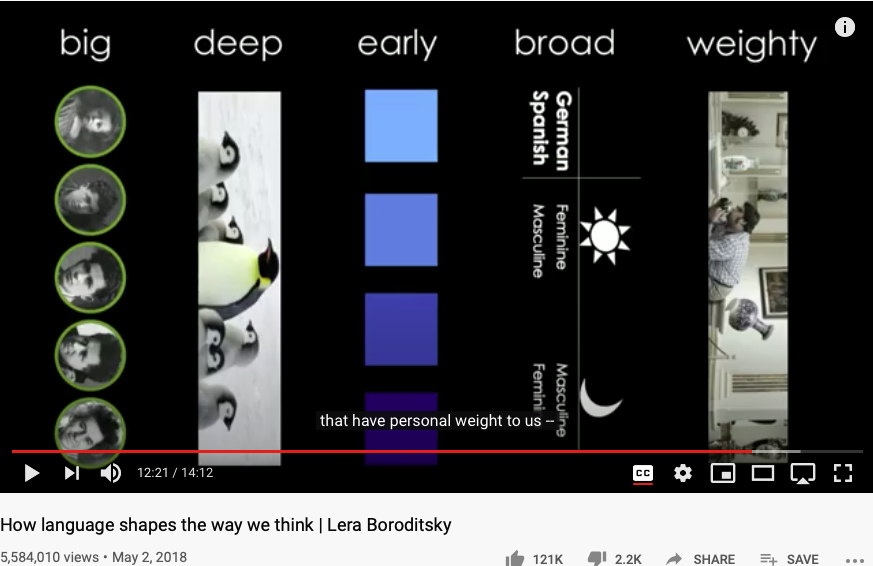 big deep early broad weighty
German
Spanish
Feminine
Masculine
Masculine
Femini
that have personal weight to us --
12:21 / 14:12
CC
How language shapes the way we think | Lera Boroditsky
5,584,010 views • May 2, 2018
121K 2.2K SHARE SAVE